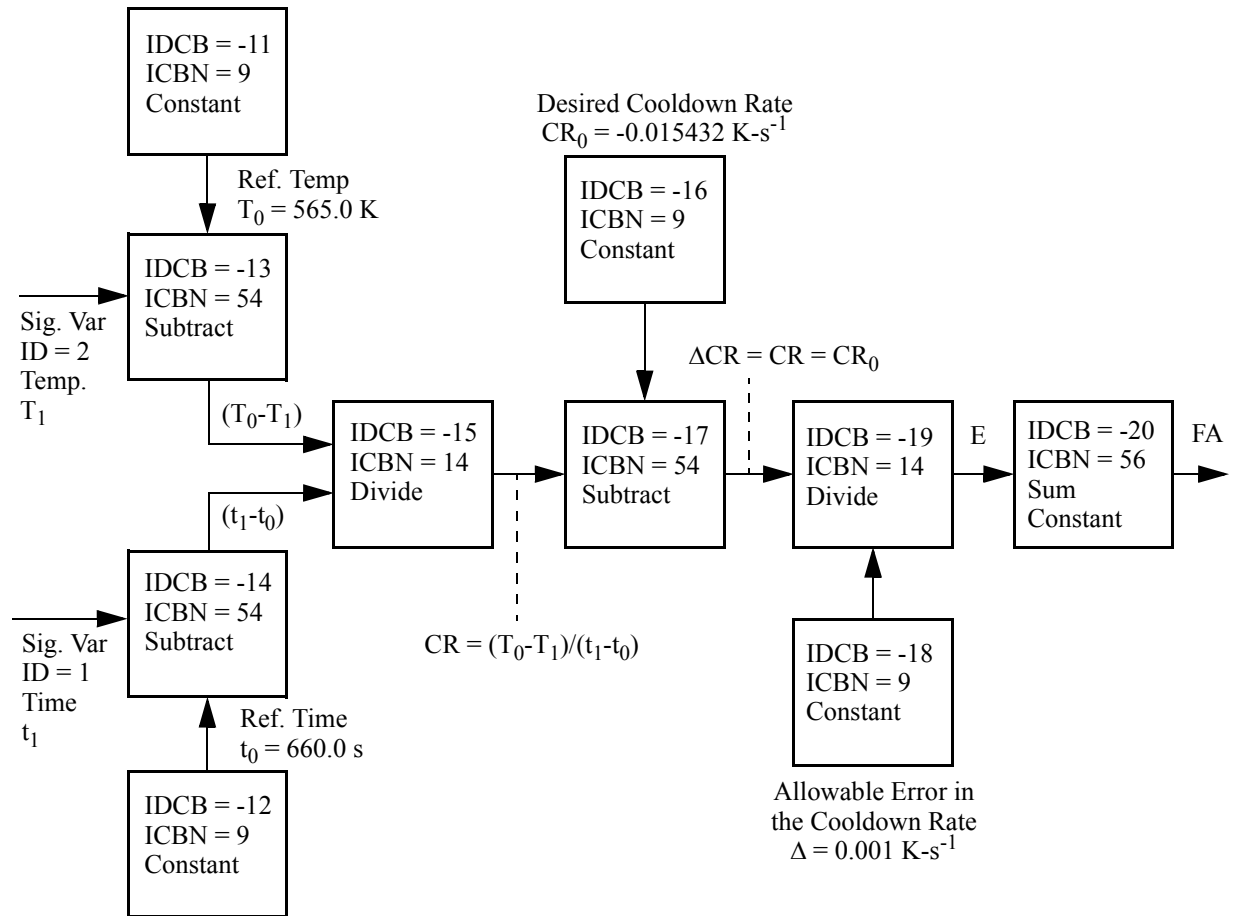 IDCB = -11
ICBN = 9
Constant
Ref. Temp
T₀ = 565.0 K
IDCB = -13
ICBN = 54
Subtract
Sig. Var
ID = 2
Temp.
T₁
(T₀-T₁)
Desired Cooldown Rate
CR₀ = -0.015432 K-s⁻¹
IDCB = -16
ICBN = 9
Constant
ΔCR = CR = CR₀
IDCB = -15
ICBN = 14
Divide
IDCB = -17
ICBN = 54
Subtract
IDCB = -19
ICBN = 14
Divide
E
IDCB = -20
ICBN = 56
Sum
Constant
FA
(t₁-t₀)
IDCB = -14
ICBN = 54
Subtract
Sig. Var
ID = 1
Time
t₁
CR = (T₀-T₁)/(t₁-t₀)
Ref. Time
t₀ = 660.0 s
IDCB = -12
ICBN = 9
Constant
IDCB = -18
ICBN = 9
Constant
Allowable Error in
the Cooldown Rate
Δ = 0.001 K-s⁻¹